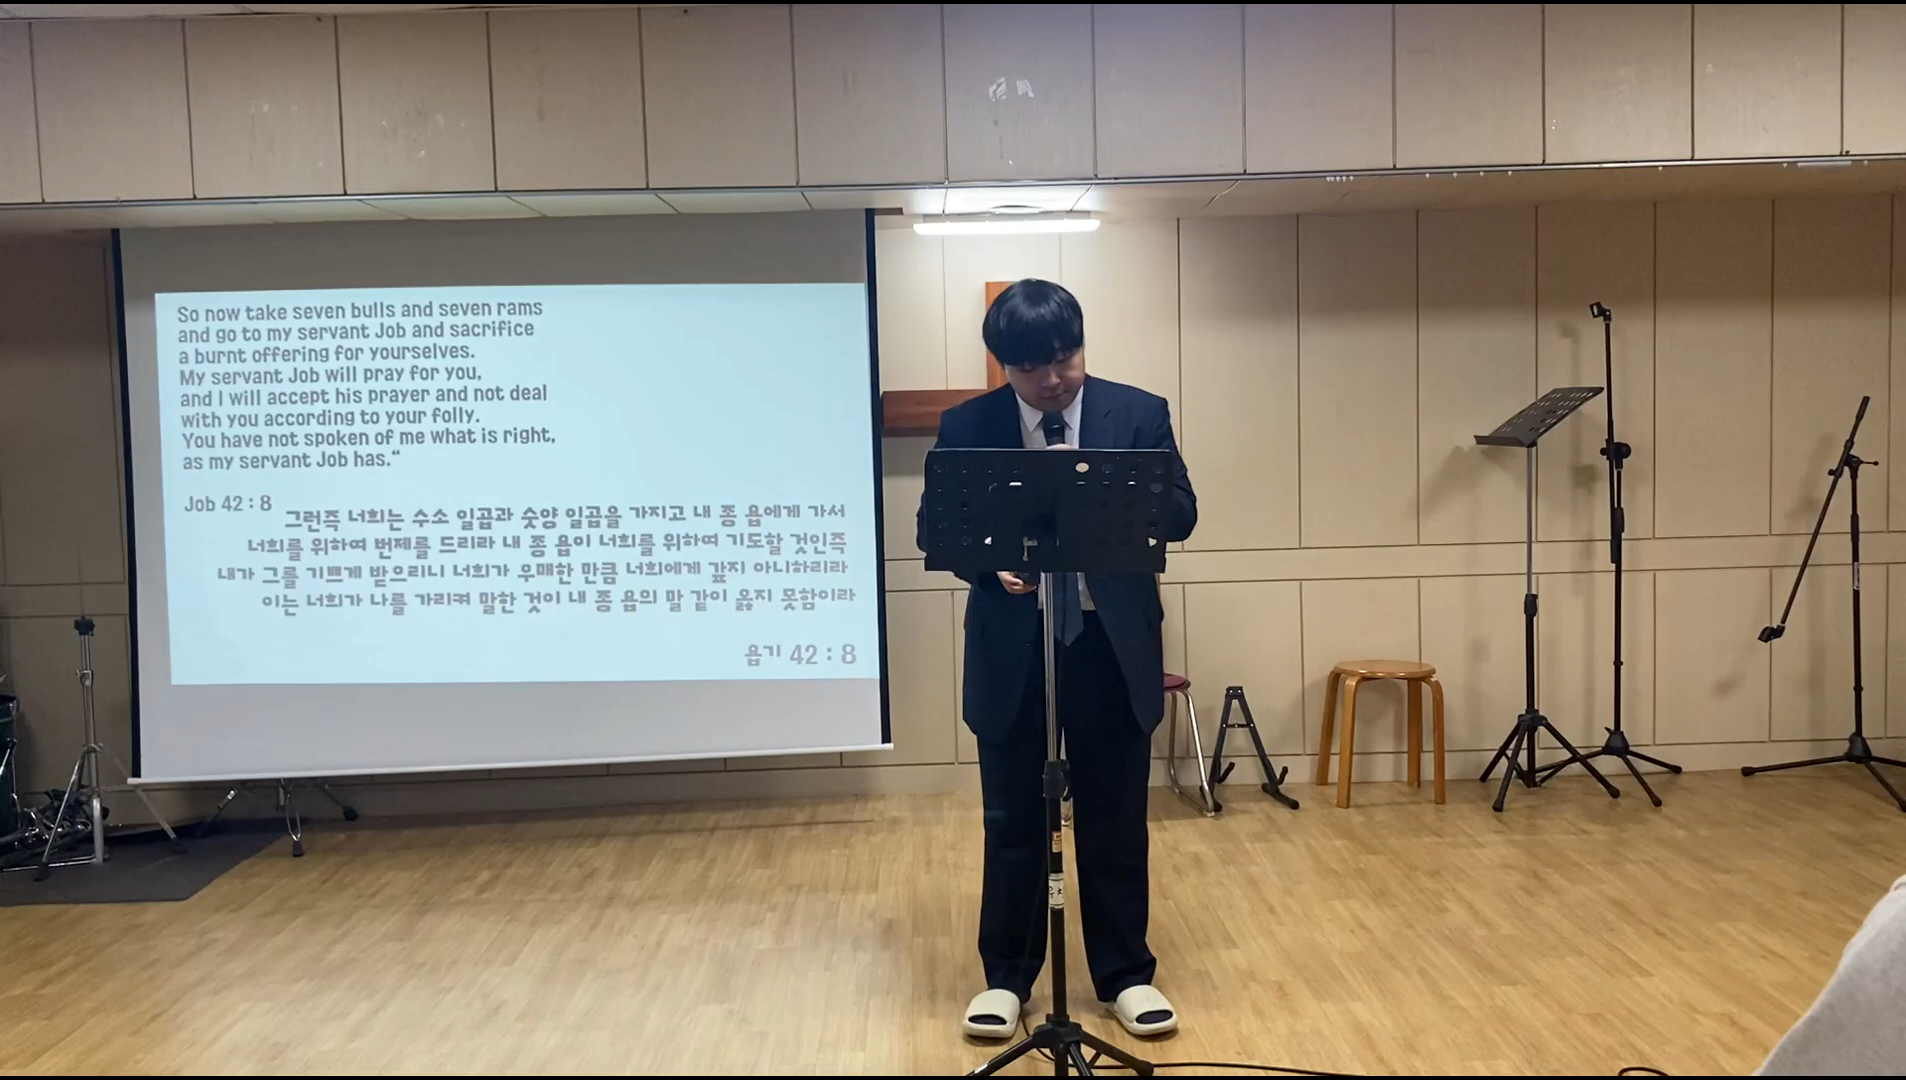 So now take seven bulls and seven rams
and go to my servant Job and sacrifice
a burnt offering for yourselves.
My servant Job will pray for you,
and I will accept his prayer and not deal
with you according to your folly.
You have not spoken of me what is right,
as my servant Job has.“
Job 42 : 8
그런즉 너희는 수소 일곱과 숫양 일곱을 가지고 내 종 욥에게 가서
너희를 위하여 번제를 드리라 내 종 욥이 너희를 위하여 기도할 것인즉
내가 그를 기쁘게 받으리니 너희가 우매한 만큼 너희에게 갚지 아니하리라
이는 너희가 나를 가리켜 말한 것이 내 종 욥의 말 같이 옳지 못함이라
욥기 42 : 8